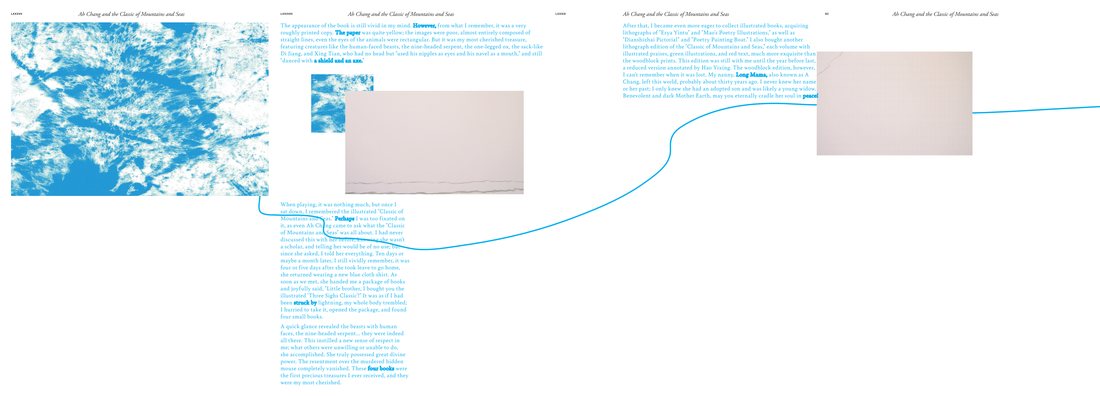 Ah Chang and the Classic of Mountains and Seas
Ah Chang and the Classic of Mountains and Seas
Ah Chang and the Classic of Mountains and Seas
Ah Chang and the Classic of Mountains and Seas
The appearance of the book is still vivid in my mind. However, from what I remember, it was a very
roughly printed copy. The paper was quite yellow; the images were poor, almost entirely composed of
straight lines, even the eyes of the animals were rectangular. But it was my most cherished treasure,
featuring creatures like the human-faced beasts, the nine-headed serpent, the one-legged ox, the sack-like
Di Jiang, and Xing Tian, who had no head but 'used his nipples as eyes and his navel as a mouth,' and still
'danced with a shield and an axe.'
When playing, it was nothing much, but once I
sat down, I remembered the illustrated 'Classic of
Mountains and Seas.' Perhaps I was too fixated on
it, as even Ah Chang came to ask what the 'Classic
of Mountains and Seas' was all about. I had never
discussed this with her before, knowing she wasn't
a scholar, and telling her would be of no use; but
since she asked, I told her everything. Ten days or
maybe a month later, I still vividly remember, it was
four or five days after she took leave to go home,
she returned wearing a new blue cloth shirt. As
soon as we met, she handed me a package of books
and joyfully said, 'Little brother, I bought you the
illustrated 'Three Sighs Classic'!' It was as if I had
been struck by lightning, my whole body trembled;
I hurried to take it, opened the package, and found
four small books.
A quick glance revealed the beasts with human
faces, the nine-headed serpent... they were indeed
all there. This instilled a new sense of respect in
me; what others were unwilling or unable to do,
she accomplished. She truly possessed great divine
power. The resentment over the murdered hidden
mouse completely vanished. These four books were
the first precious treasures I ever received, and they
were my most cherished.
After that, I became even more eager to collect illustrated books, acquiring
lithographs of "Erya Yintu" and "Mao's Poetry Illustrations," as well as
"Dianshizhai Pictorial" and "Poetry Painting Boat." I also bought another
lithograph edition of the "Classic of Mountains and Seas," each volume with
illustrated praises, green illustrations, and red text, much more exquisite than
the woodblock prints. This edition was still with me until the year before last,
a reduced version annotated by Hao Yixing. The woodblock edition, however,
I can't remember when it was lost. My nanny, Long Mama, also known as A
Chang, left this world, probably about thirty years ago. I never knew her name
or her past; I only knew she had an adopted son and was likely a young widow.
Benevolent and dark Mother Earth, may you eternally cradle her soul in peace!